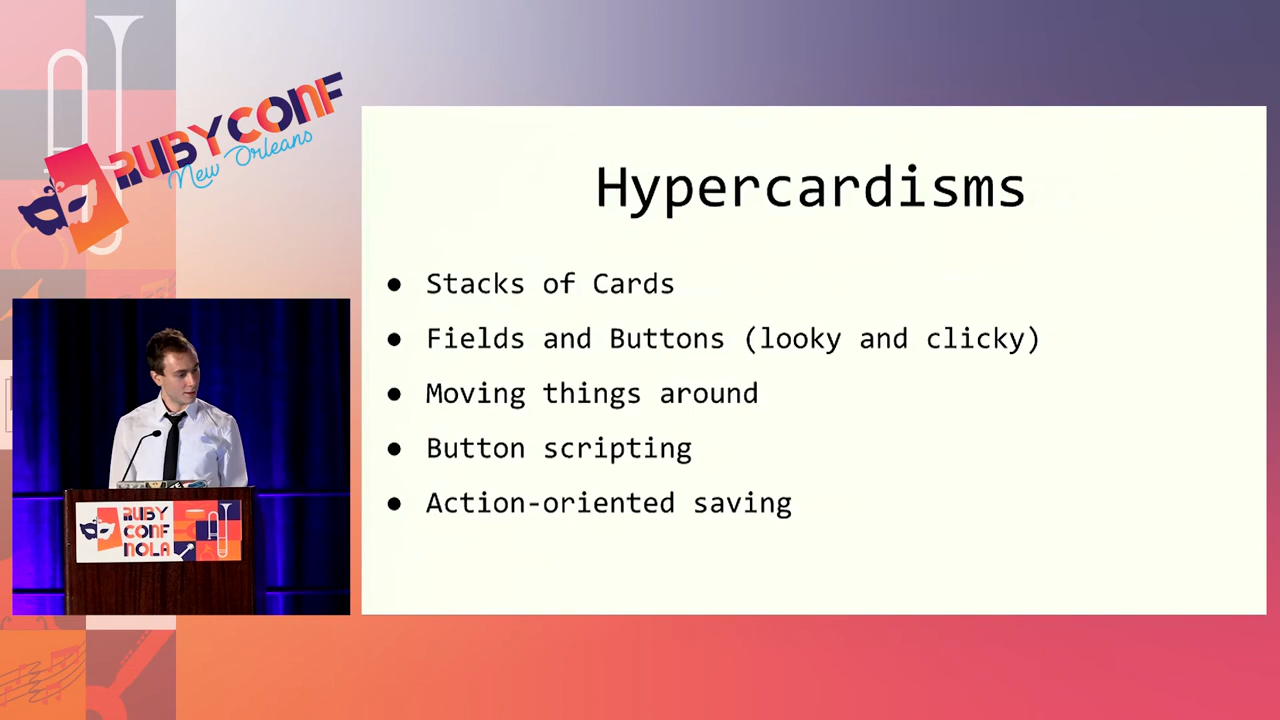 RUBYCONF
New Orleans
Hypercardisms
● Stacks of Cards
● Fields and Buttons (looky and clicky)
● Moving things around
● Button scripting
● Action-oriented saving
RUBY
CONF
NOLA